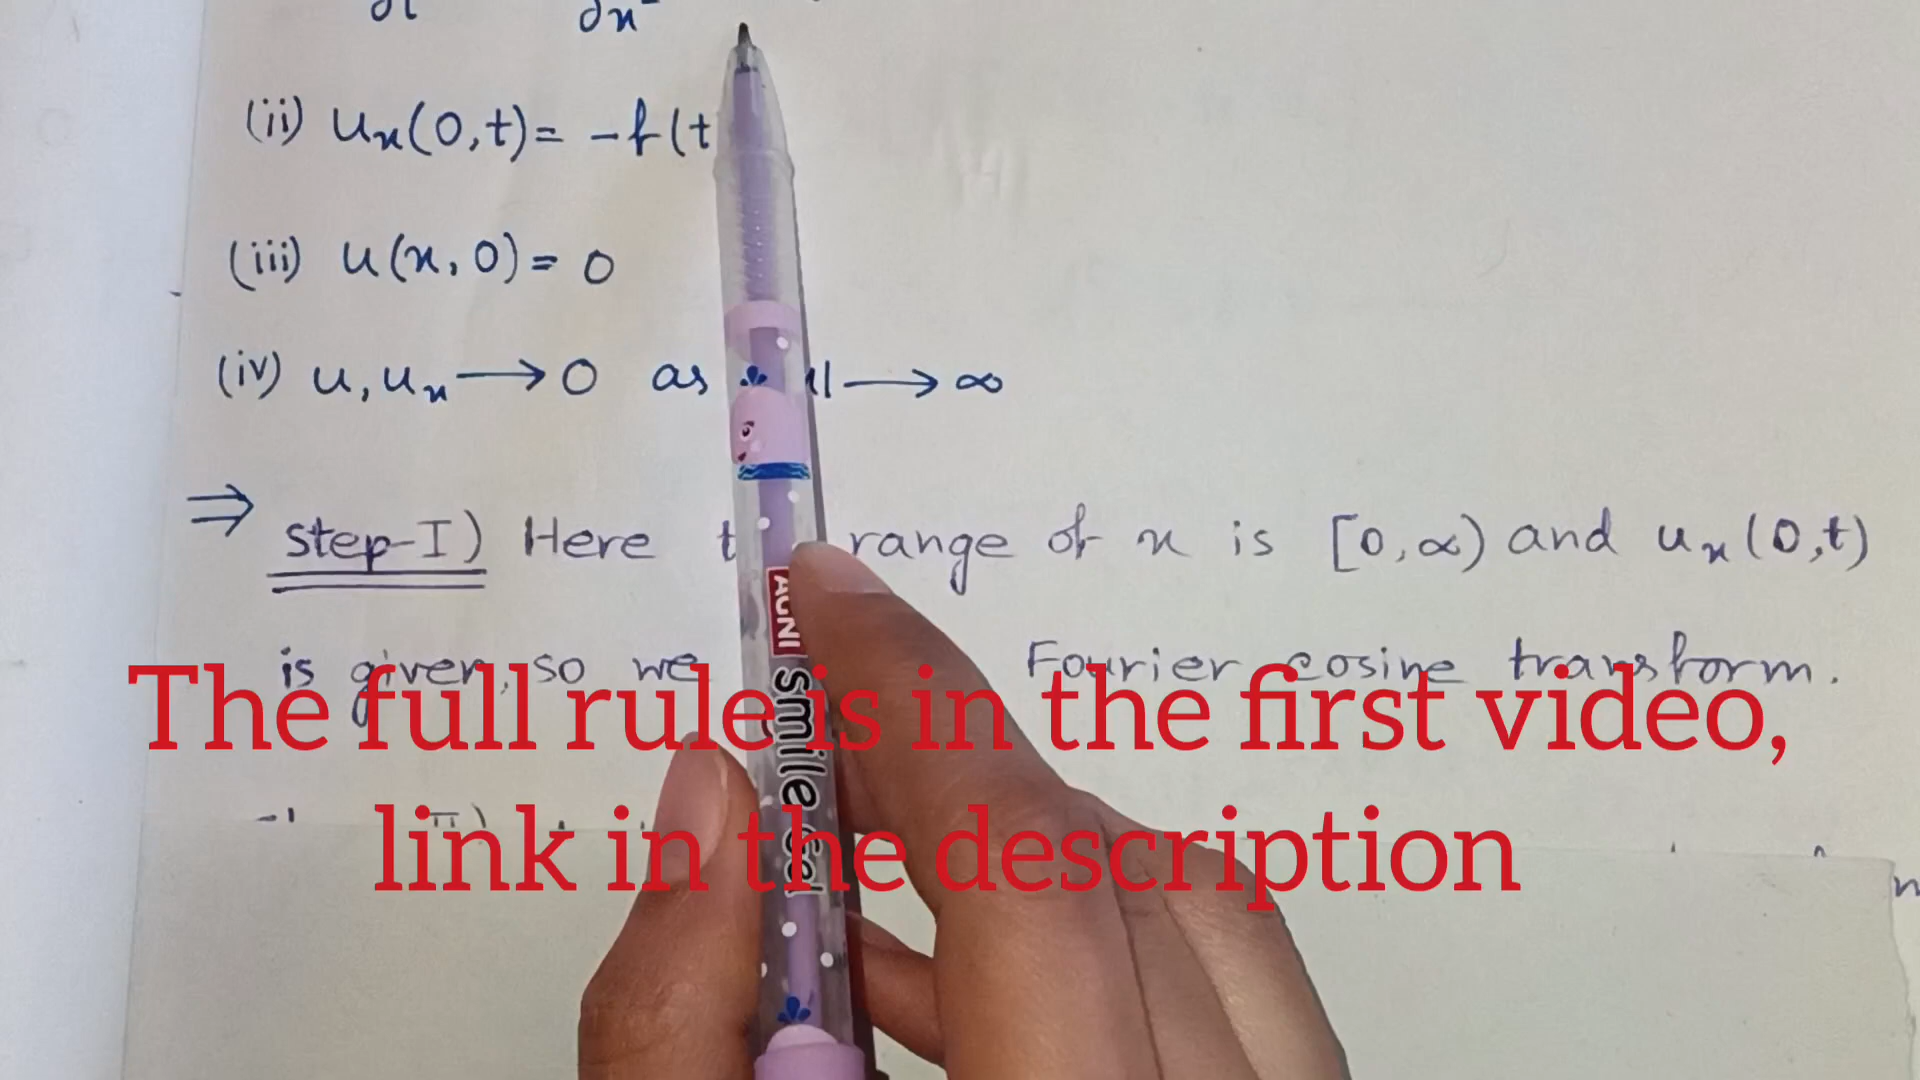 ∂t ∂x²
(ii) uₓ(0,t) = -f(t
(iii) u(x,0) = 0
(iv) u, uₓ → 0 as → ∞
⇒ step-I) Here range of x is [0,∞) and uₓ(0,t)
is given, so we Fourier cosine transform.
The full rule is in the first video,
link in the description
AGNI smile Gel